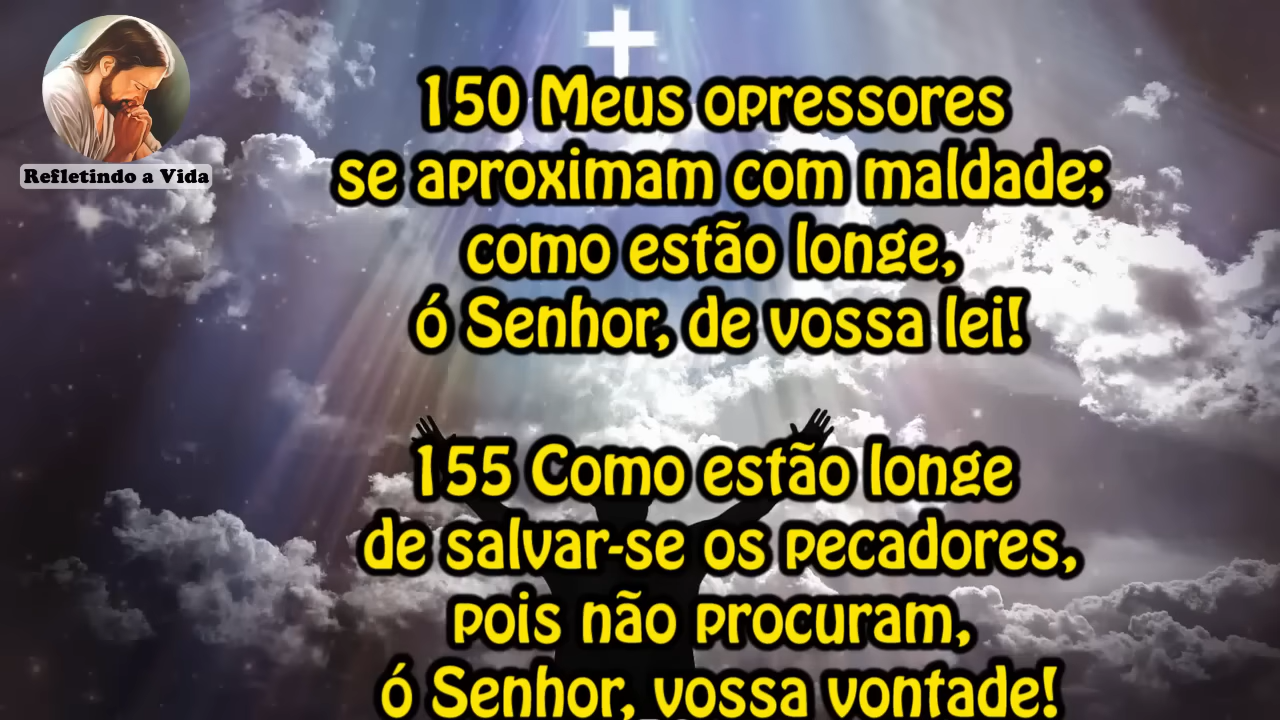 Refletindo a Vida
150 Meus opressores
se aproximam com maldade;
como estão longe,
ó Senhor, de vossa lei!
155 Como estão longe
de salvar-se os pecadores,
pois não procuram,
ó Senhor, vossa vontade!